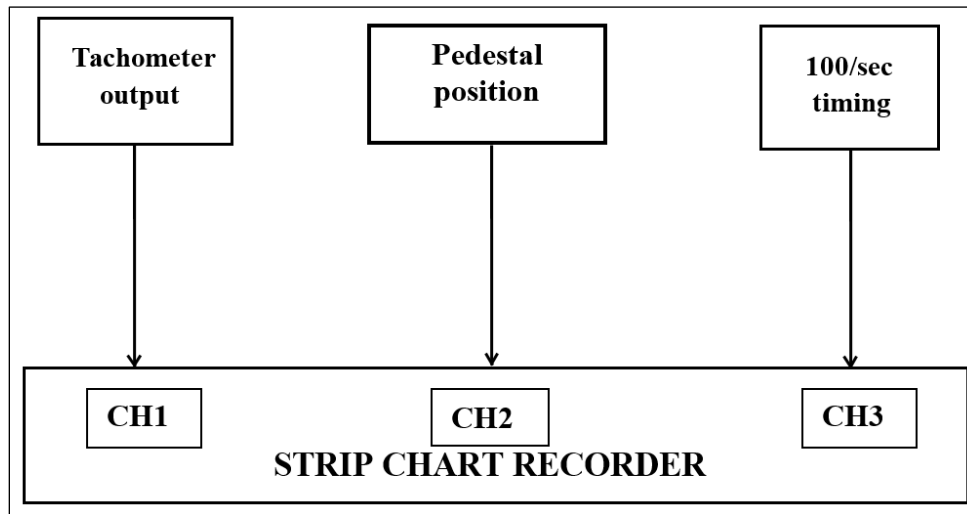 Tachometer
output
Pedestal
position
100/sec
timing
CH1
CH2
CH3
STRIP CHART RECORDER